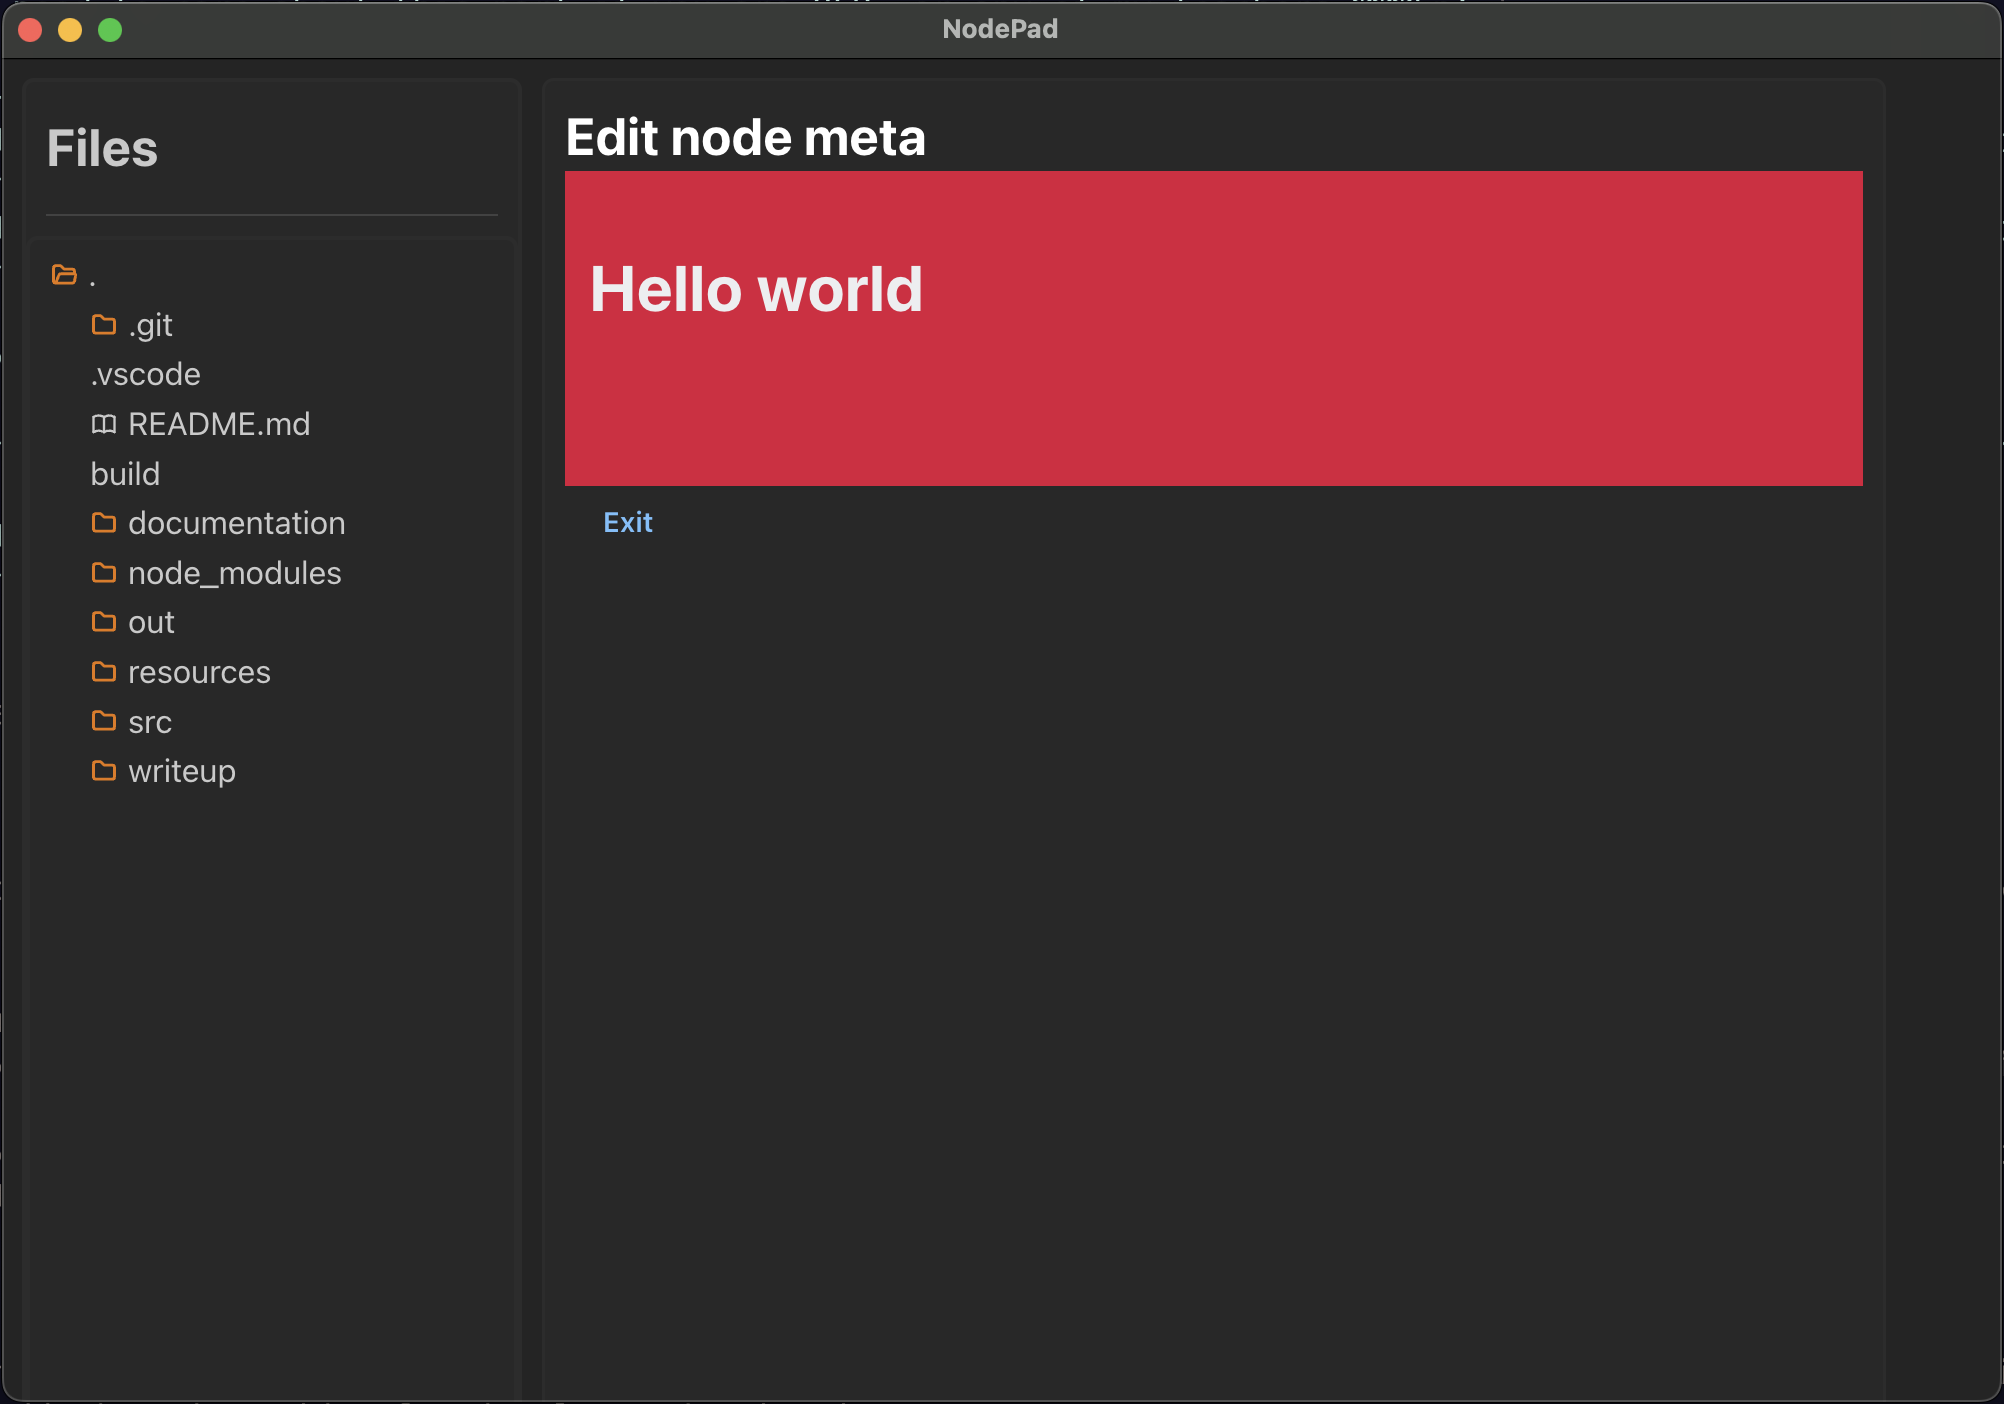 NodePad
Files
.
.git
.vscode
README.md
build
documentation
node_modules
out
resources
src
writeup
Edit node meta
Hello world
Exit